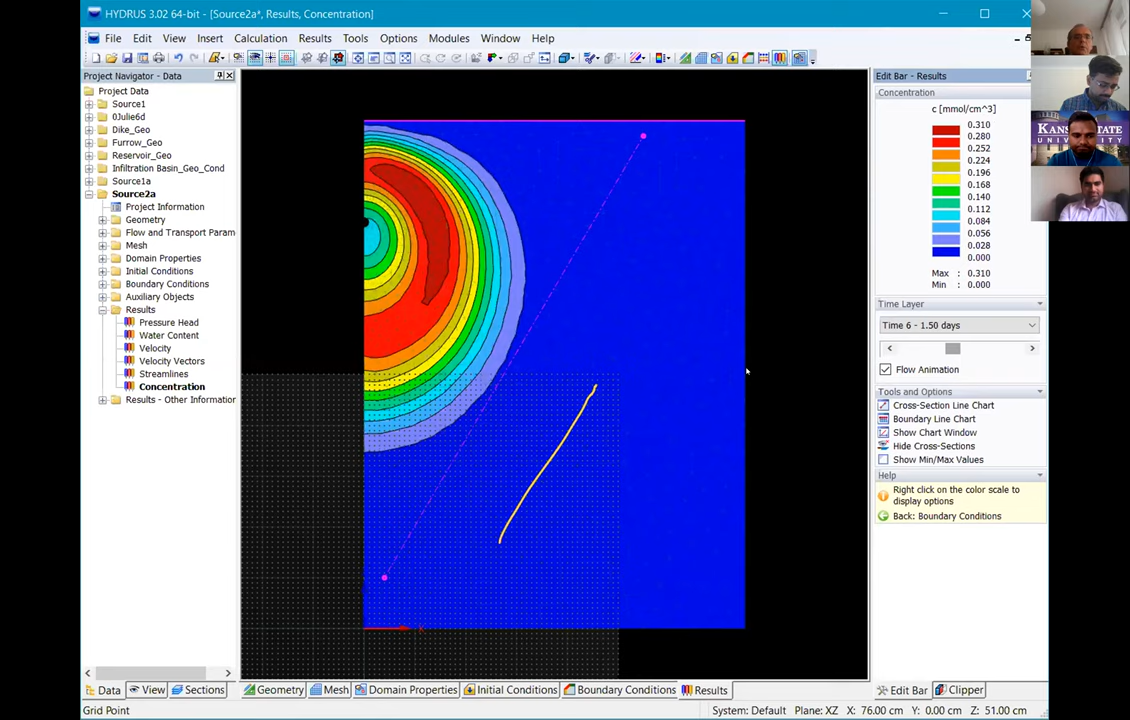 HYDRUS 3.02 64-bit - [Source2a*, Results, Concentration]
File Edit View Insert Calculation Results Tools Options Modules Window Help
Project Navigator - Data
Project Data
Source1
0Julie6d
Dike_Geo
Furrow_Geo
Reservoir_Geo
Infiltration Basin_Geo_Cond
Source1a
Source2a
Project Information
Geometry
Flow and Transport Param
Mesh
Domain Properties
Initial Conditions
Boundary Conditions
Auxiliary Objects
Results
Pressure Head
Water Content
Velocity
Velocity Vectors
Streamlines
Concentration
Results - Other Information
Data View Sections
X
Geometry Mesh Domain Properties Initial Conditions Boundary Conditions Results
Edit Bar - Results
Concentration
c [mmol/cm^3]
0.310
0.280
0.252
0.224
0.196
0.168
0.140
0.112
0.084
0.056
0.028
0.000
Max : 0.310
Min : 0.000
Time Layer
Time 6 - 1.50 days
Flow Animation
Tools and Options
Cross-Section Line Chart
Boundary Line Chart
Show Chart Window
Hide Cross-Sections
Show Min/Max Values
Help
Right click on the color scale to
display options
Back: Boundary Conditions
Edit Bar Clipper
Grid Point
System: Default Plane: XZ X: 76.00 cm Y: 0.00 cm Z: 51.00 cm
UNIVERSITY